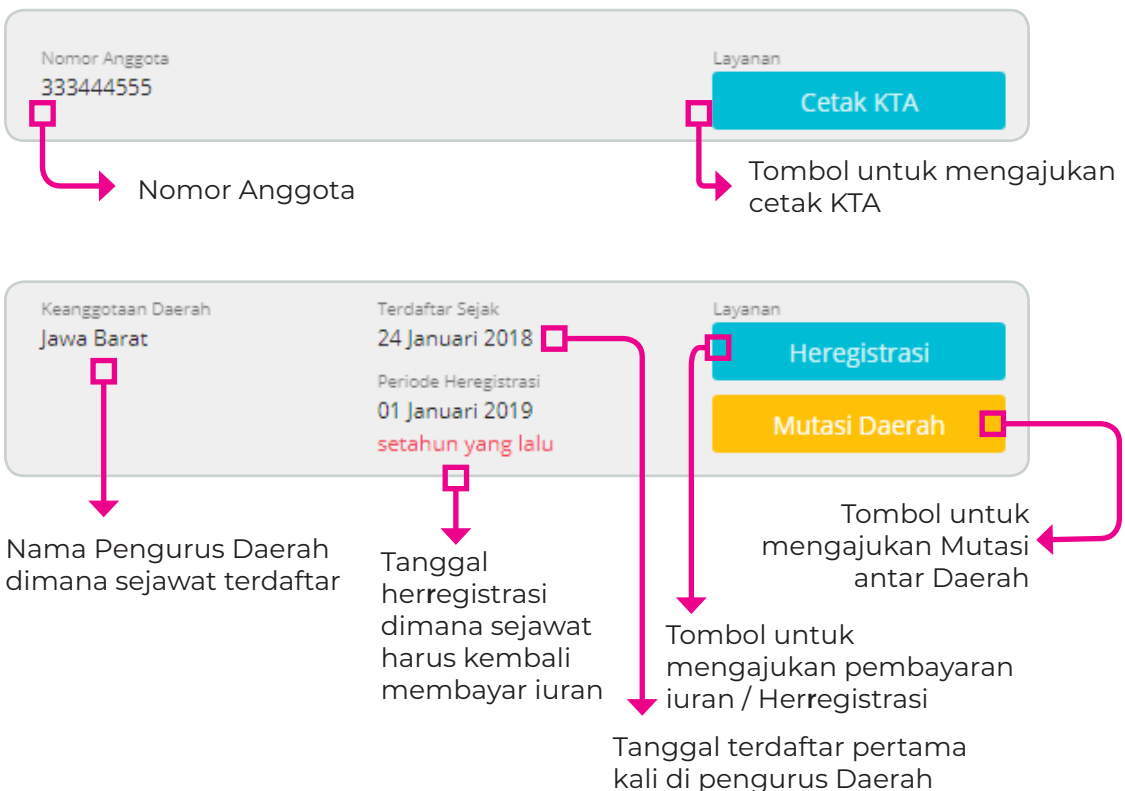 Nomor Anggota
333444555
Layanan
Cetak KTA
Nomor Anggota
Tombol untuk mengajukan
cetak KTA
Keanggotaan Daerah
Jawa Barat
Terdaftar Sejak
24 Januari 2018
Periode Heregistrasi
01 Januari 2019
setahun yang lalu
Layanan
Heregistrasi
Mutasi Daerah
Nama Pengurus Daerah
dimana sejawat terdaftar
Tanggal
herregistrasi
dimana sejawat
harus kembali
membayar iuran
Tombol untuk
mengajukan Mutasi
antar Daerah
Tombol untuk
mengajukan pembayaran
iuran / Herregistrasi
Tanggal terdaftar pertama
kali di pengurus Daerah